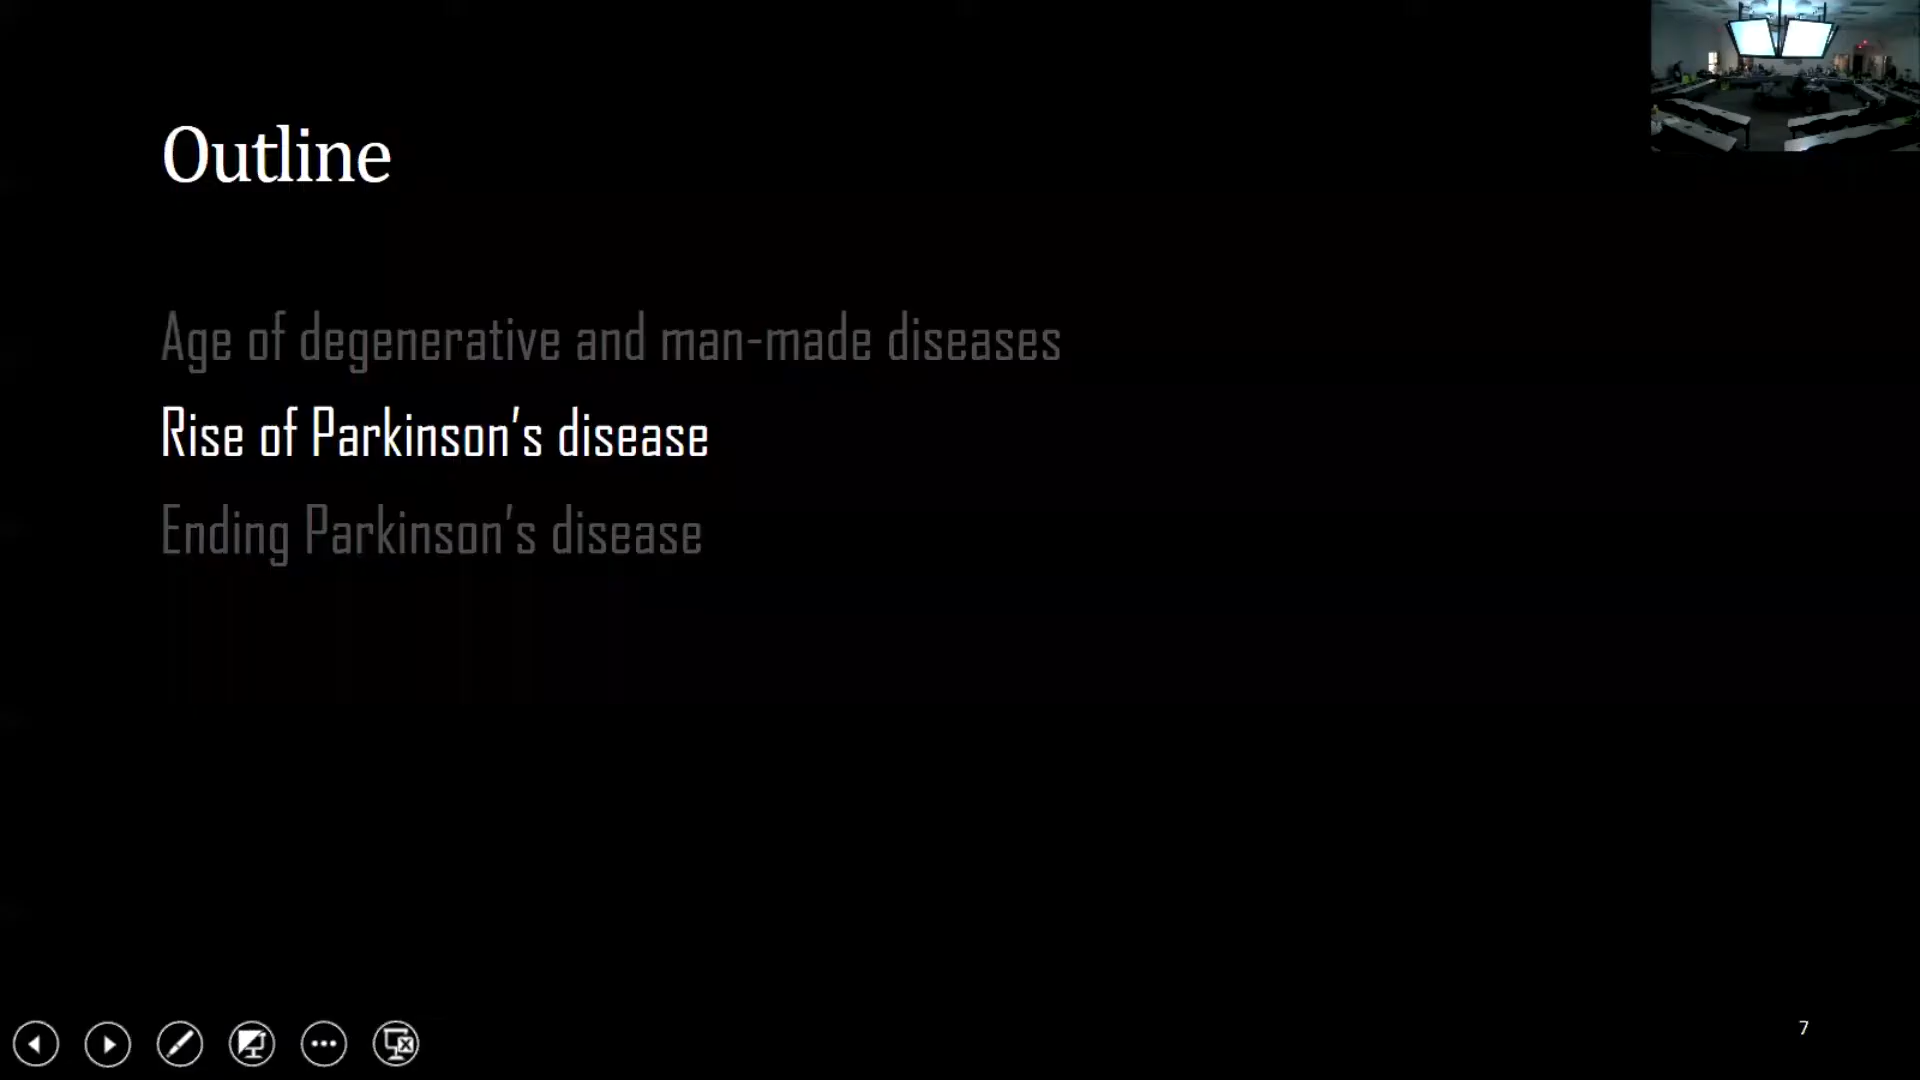 Outline
Age of degenerative and man-made diseases
Rise of Parkinson’s disease
Ending Parkinson’s disease
7